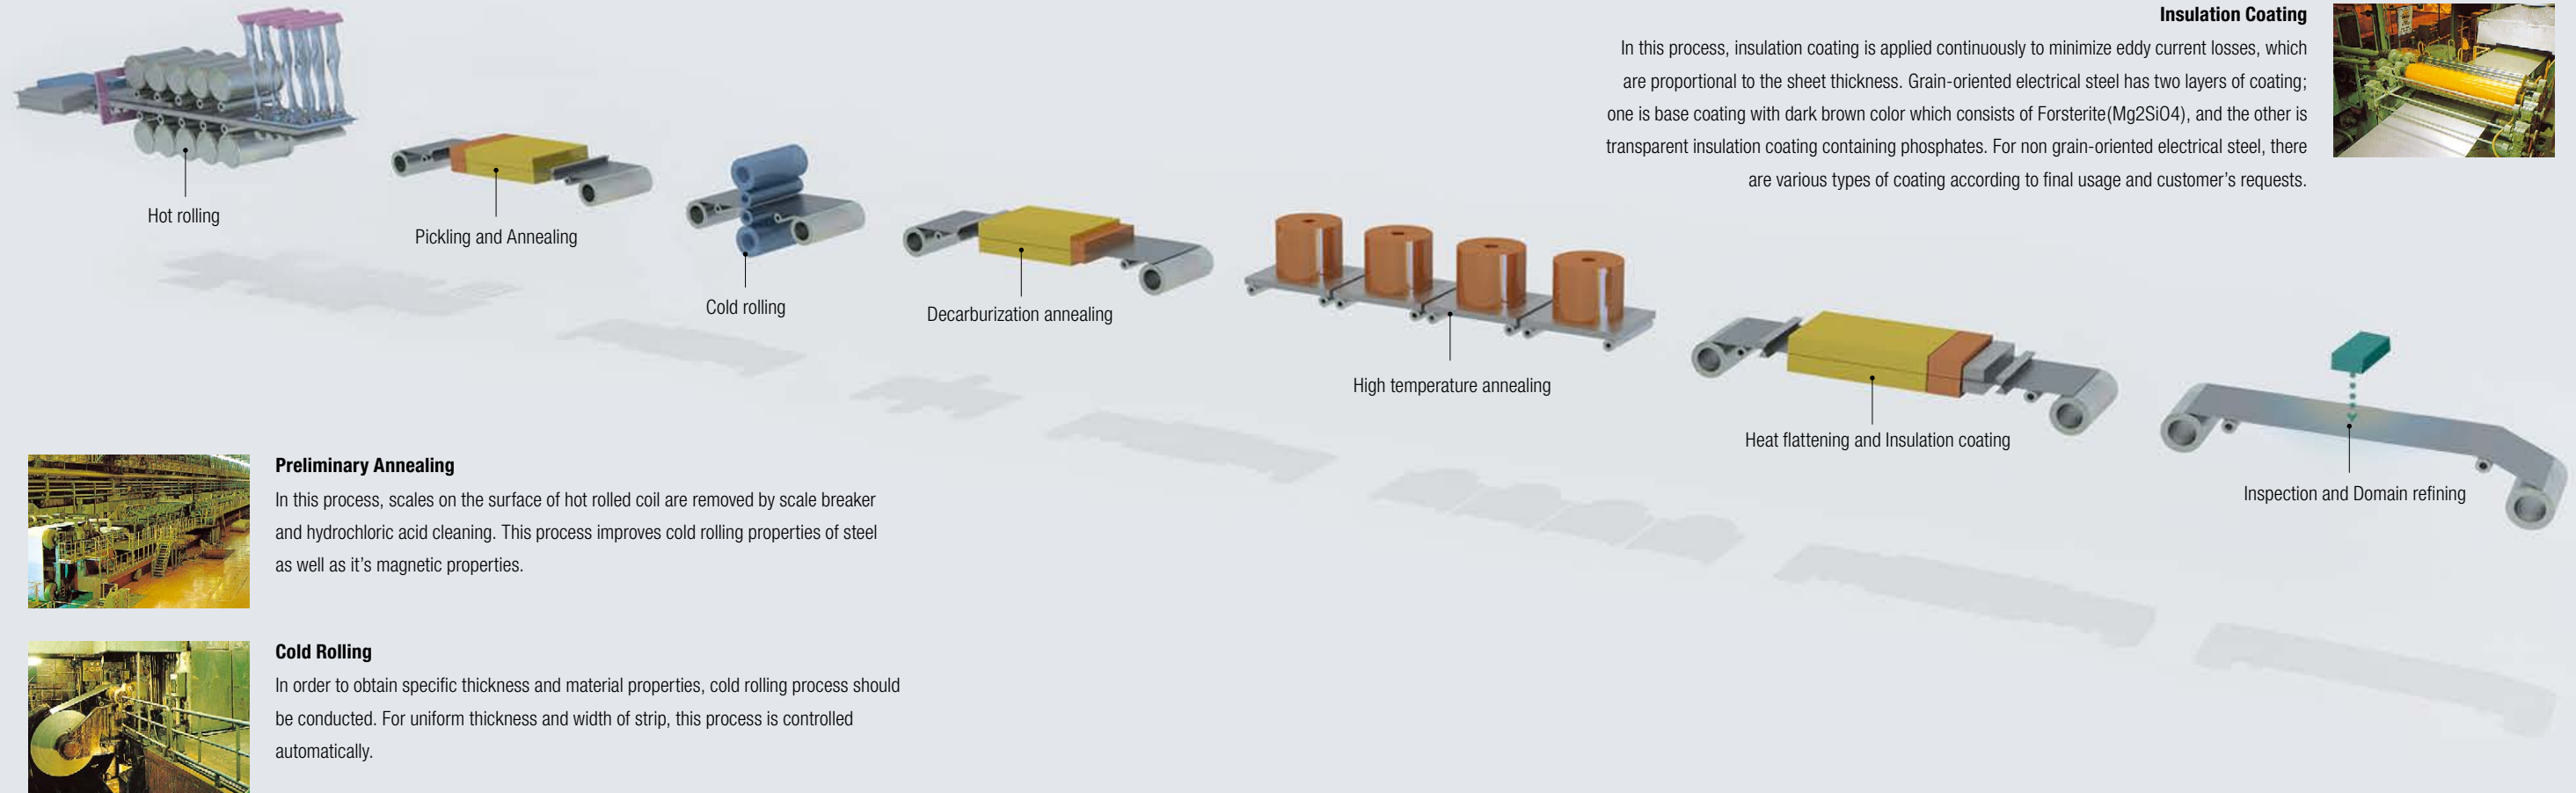 Insulation Coating
In this process, insulation coating is applied continuously to minimize eddy current losses, which
are proportional to the sheet thickness. Grain-oriented electrical steel has two layers of coating;
one is base coating with dark brown color which consists of Forsterite(Mg2SiO4), and the other is
transparent insulation coating containing phosphates. For non grain-oriented electrical steel, there
are various types of coating according to final usage and customer's requests.
Hot rolling
Pickling and Annealing
Cold rolling
Decarburization annealing
High temperature annealing
Heat flattening and Insulation coating
Inspection and Domain refining
Preliminary Annealing
In this process, scales on the surface of hot rolled coil are removed by scale breaker
and hydrochloric acid cleaning. This process improves cold rolling properties of steel
as well as it's magnetic properties.
Cold Rolling
In order to obtain specific thickness and material properties, cold rolling process should
be conducted. For uniform thickness and width of strip, this process is controlled
automatically.